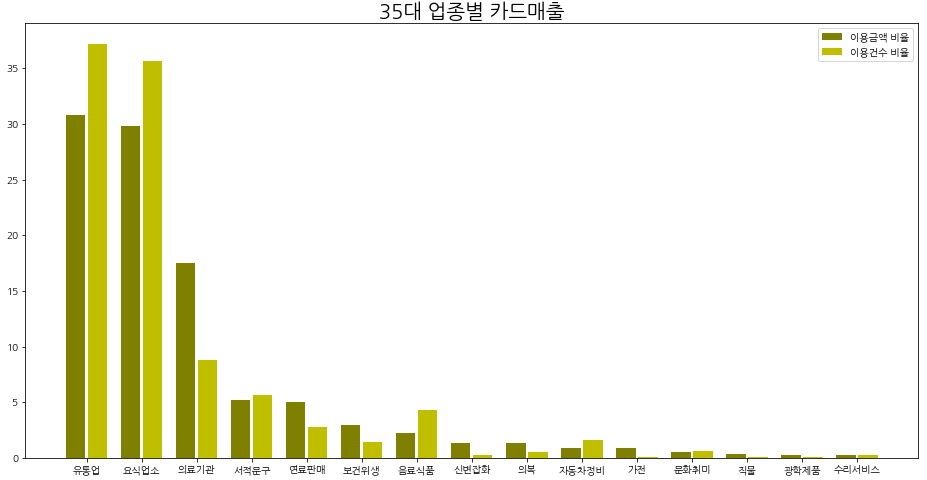 35대 업종별 카드매출
이용금액 비율
이용건수 비율
35
30
25
20
15
10
5
0
유통업 요식업소 의료기관 서적문구 연료판매 보건위생 음료식품 신변잡화 의복 자동차정비 가전 문화취미 직물 광학제품 수리서비스